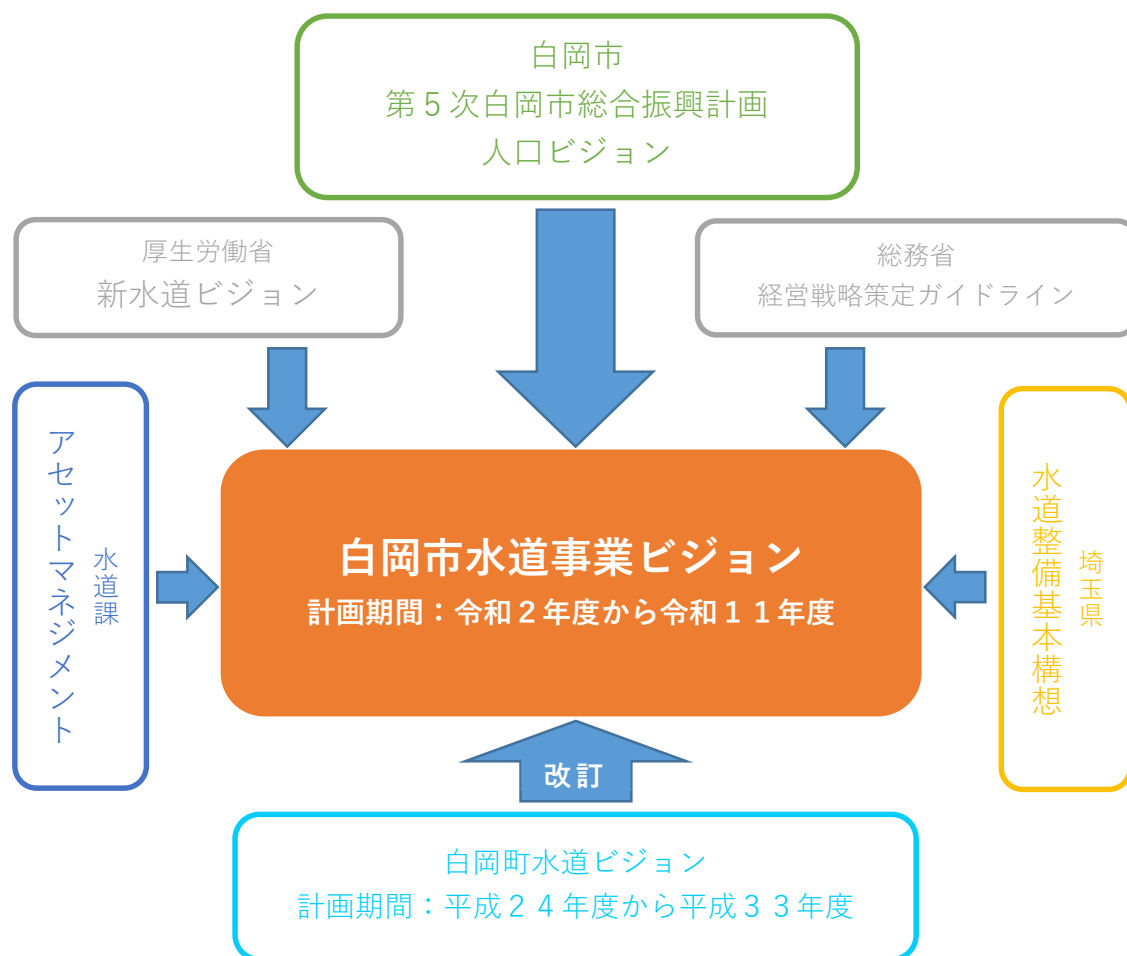 白岡市
第５次白岡市総合振興計画
人口ビジョン
厚生労働省
新水道ビジョン
総務省
経営戦略策定ガイドライン
水道課
アセットマネジメント
白岡市水道事業ビジョン
計画期間：令和２年度から令和１１年度
埼玉県
水道整備基本構想
改訂
白岡町水道ビジョン
計画期間：平成２４年度から平成３３年度